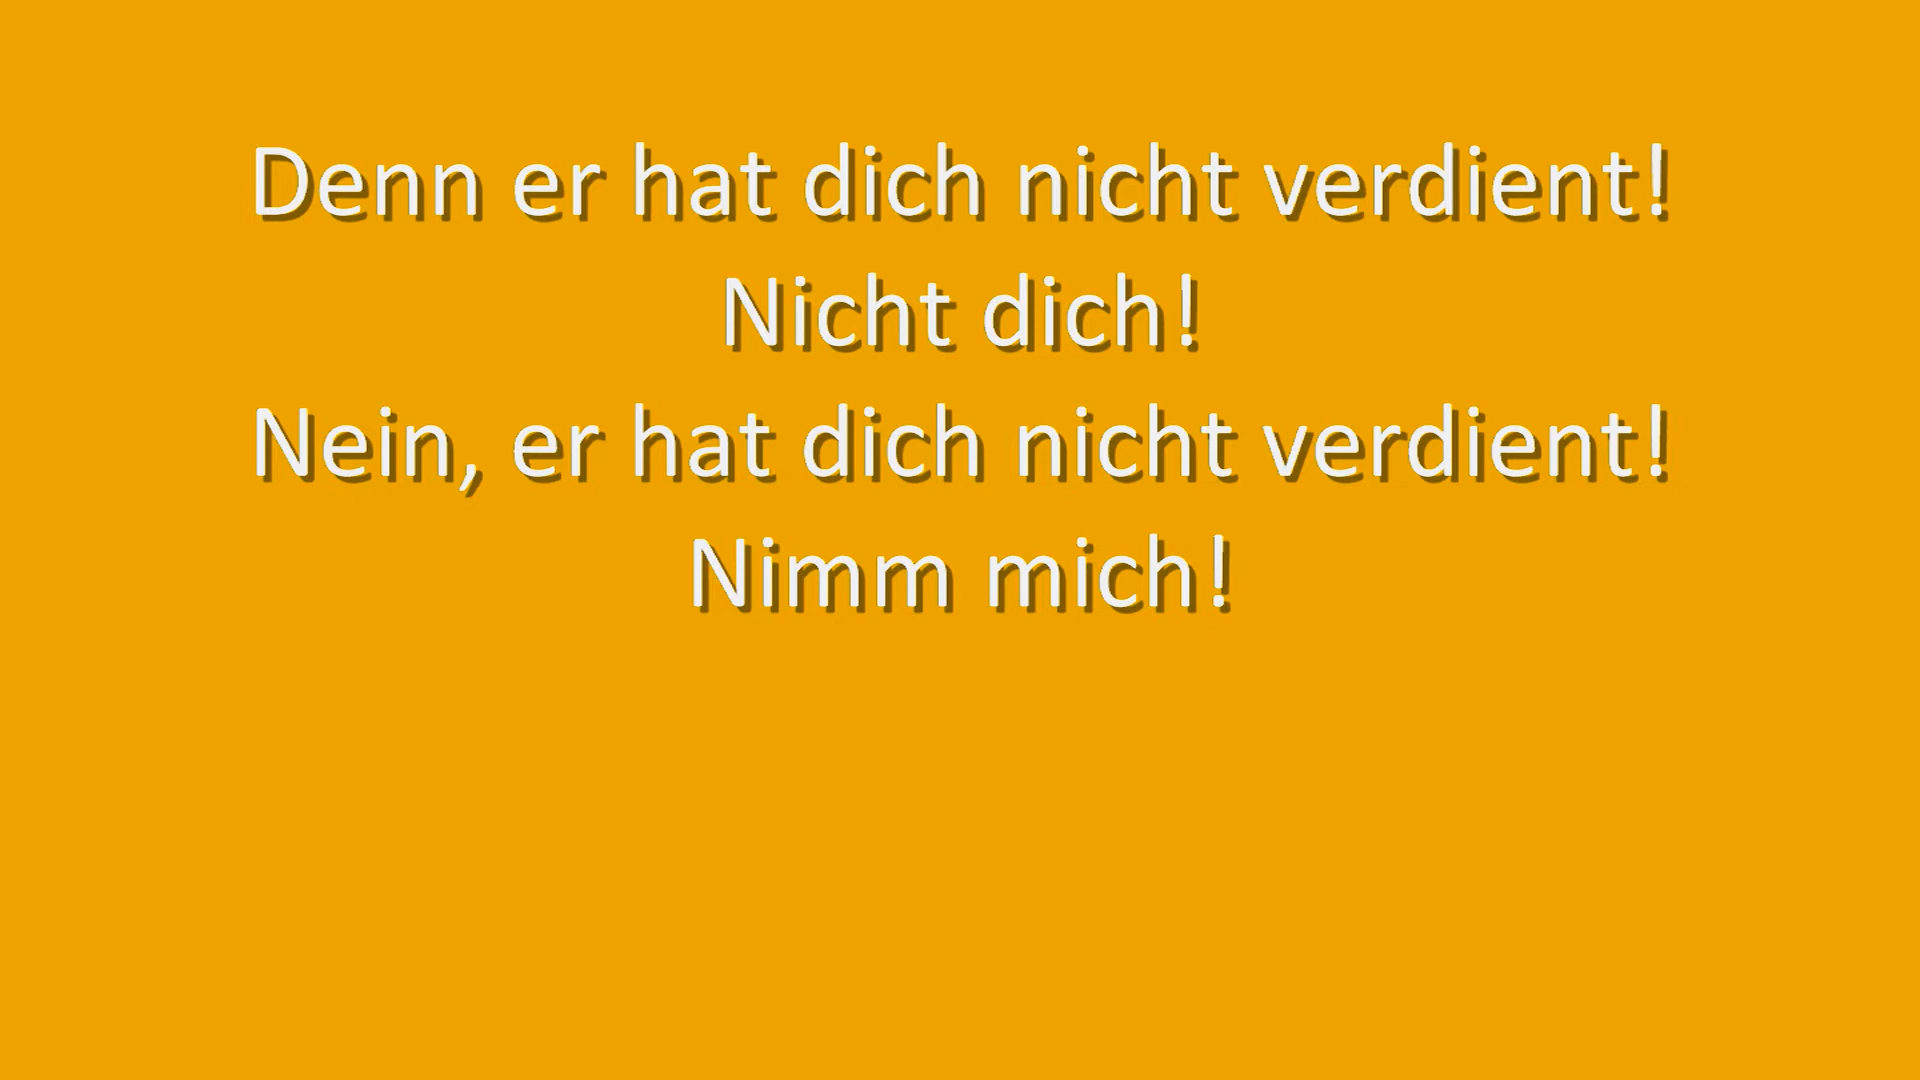 Denn er hat dich nicht verdient!
Nicht dich!
Nein, er hat dich nicht verdient!
Nimm mich!